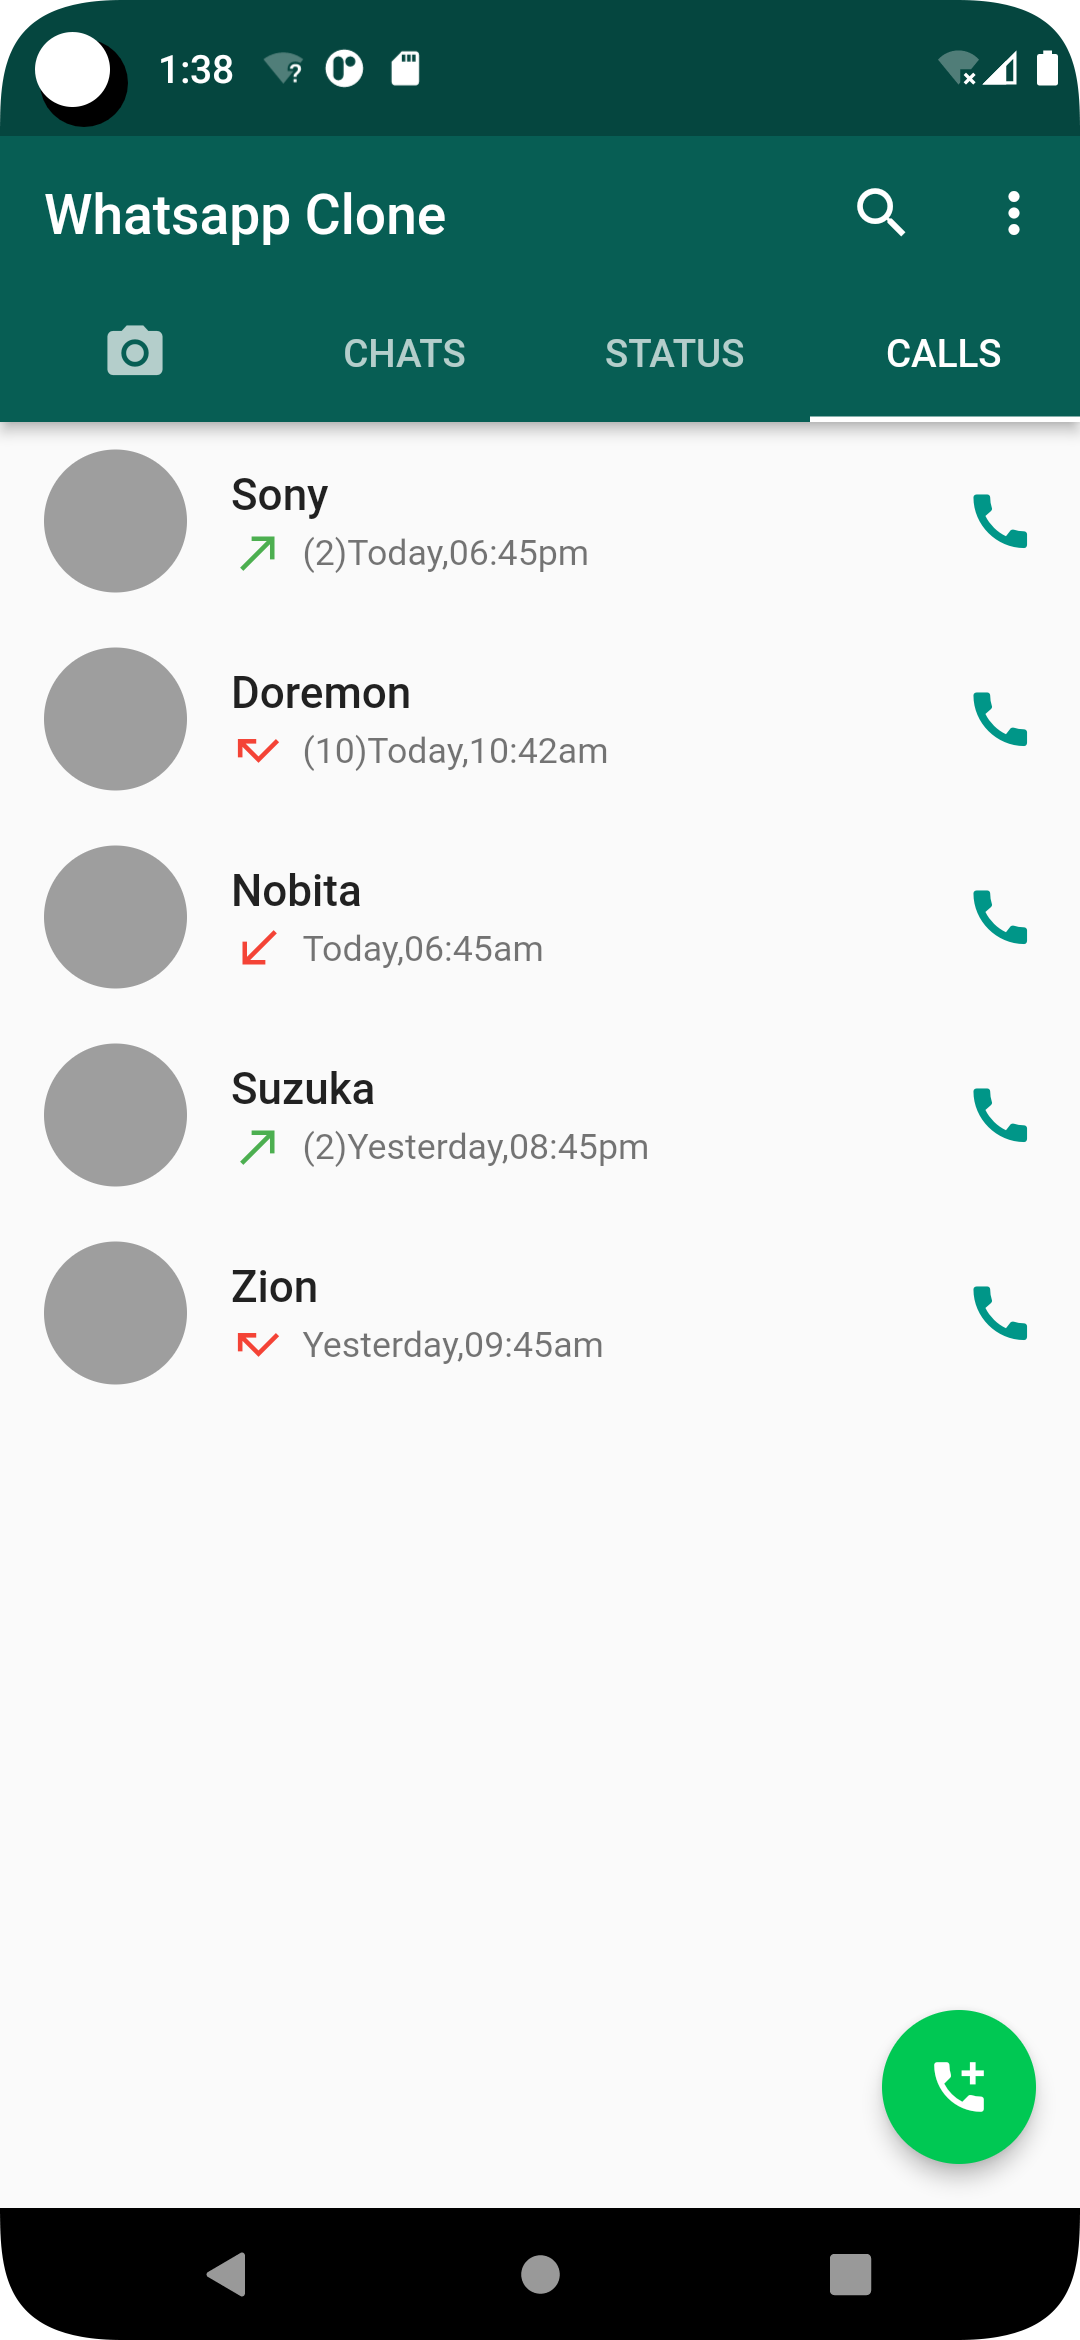 1:38
Whatsapp Clone
CHATS STATUS CALLS
Sony
(2)Today,06:45pm
Doremon
(10)Today,10:42am
Nobita
Today,06:45am
Suzuka
(2)Yesterday,08:45pm
Zion
Yesterday,09:45am